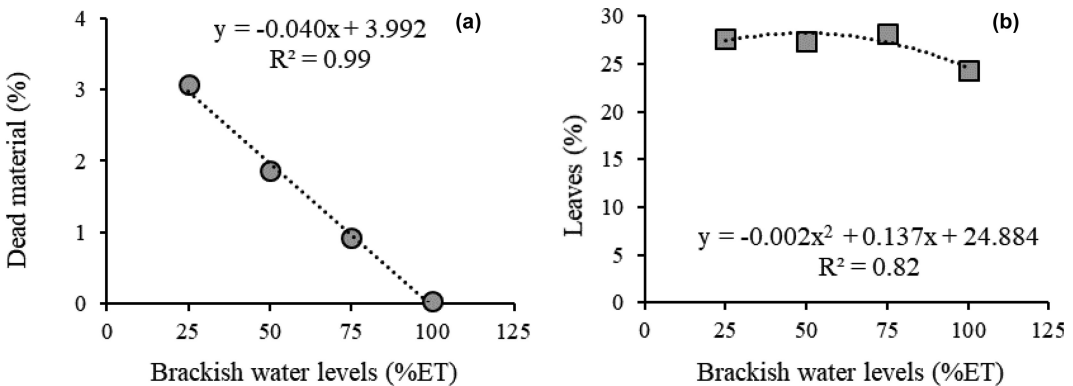 (a)
y = -0.040x + 3.992
R² = 0.99
Dead material (%)
4
3
2
1
0
0 25 50 75 100 125
Brackish water levels (%ET)
(b)
Leaves (%)
30
25
20
15
10
5
0
y = -0.002x² + 0.137x + 24.884
R² = 0.82
0 25 50 75 100 125
Brackish water levels (%ET)